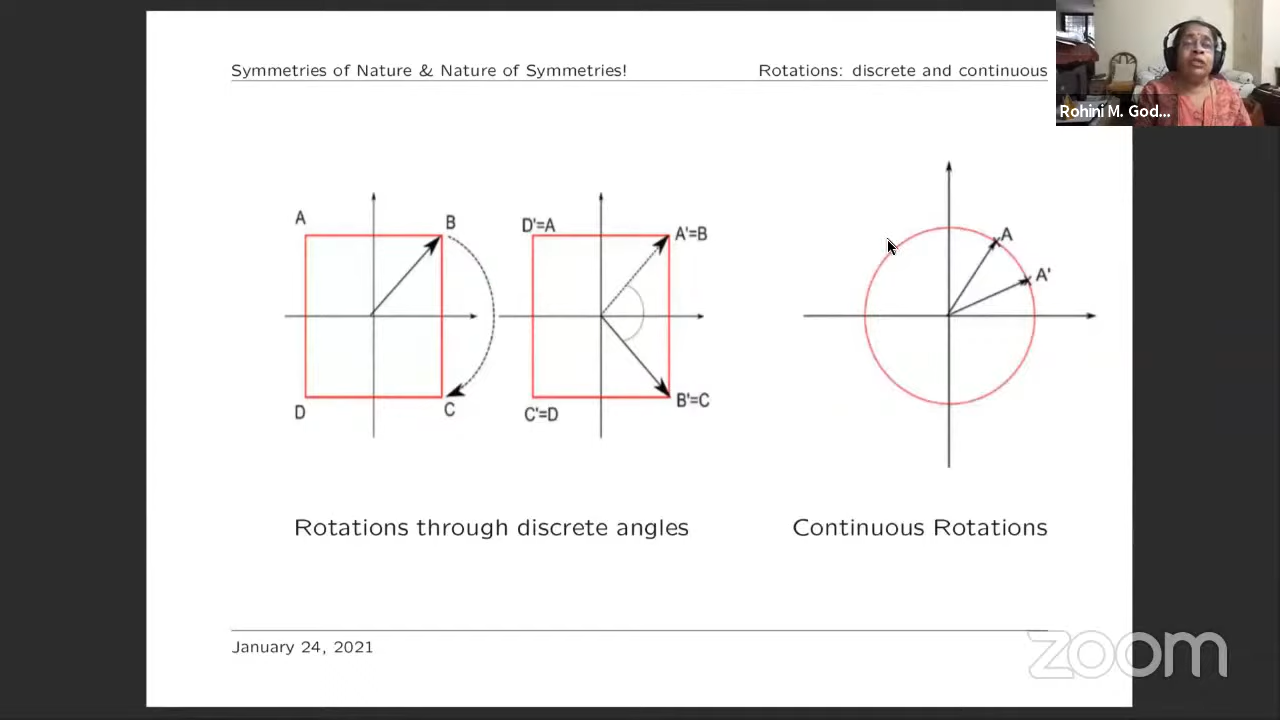 Symmetries of Nature & Nature of Symmetries!
Rotations: discrete and continuous
Rohini M. God...
A
B
D
C
D'=A
A'=B
C'=D
B'=C
A
A'
Rotations through discrete angles
Continuous Rotations
January 24, 2021
zoom